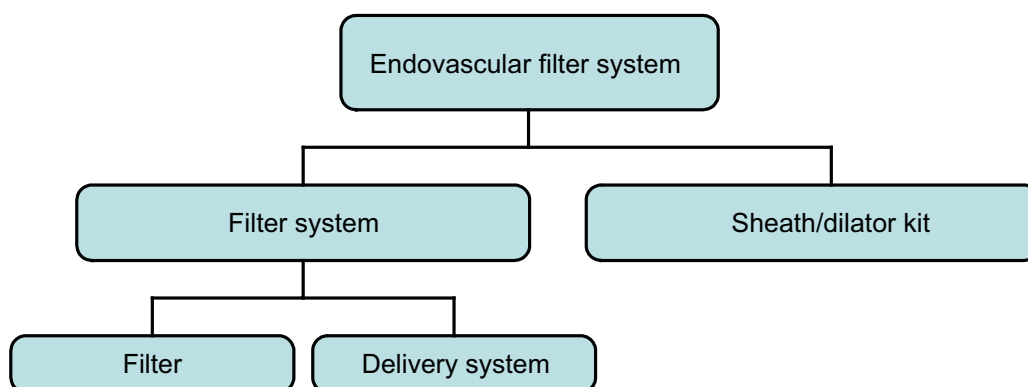 Endovascular filter system
Filter system
Sheath/dilator kit
Filter
Delivery system